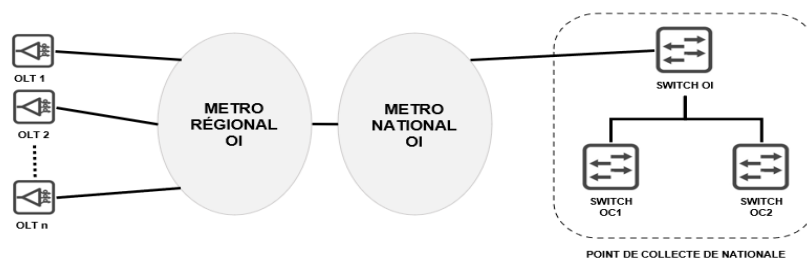 OLT 1
OLT 2
OLT n
METRO
RÉGIONAL
OI
METRO
NATIONAL
OI
SWITCH OI
SWITCH
OC1
SWITCH
OC2
POINT DE COLLECTE DE NATIONALE